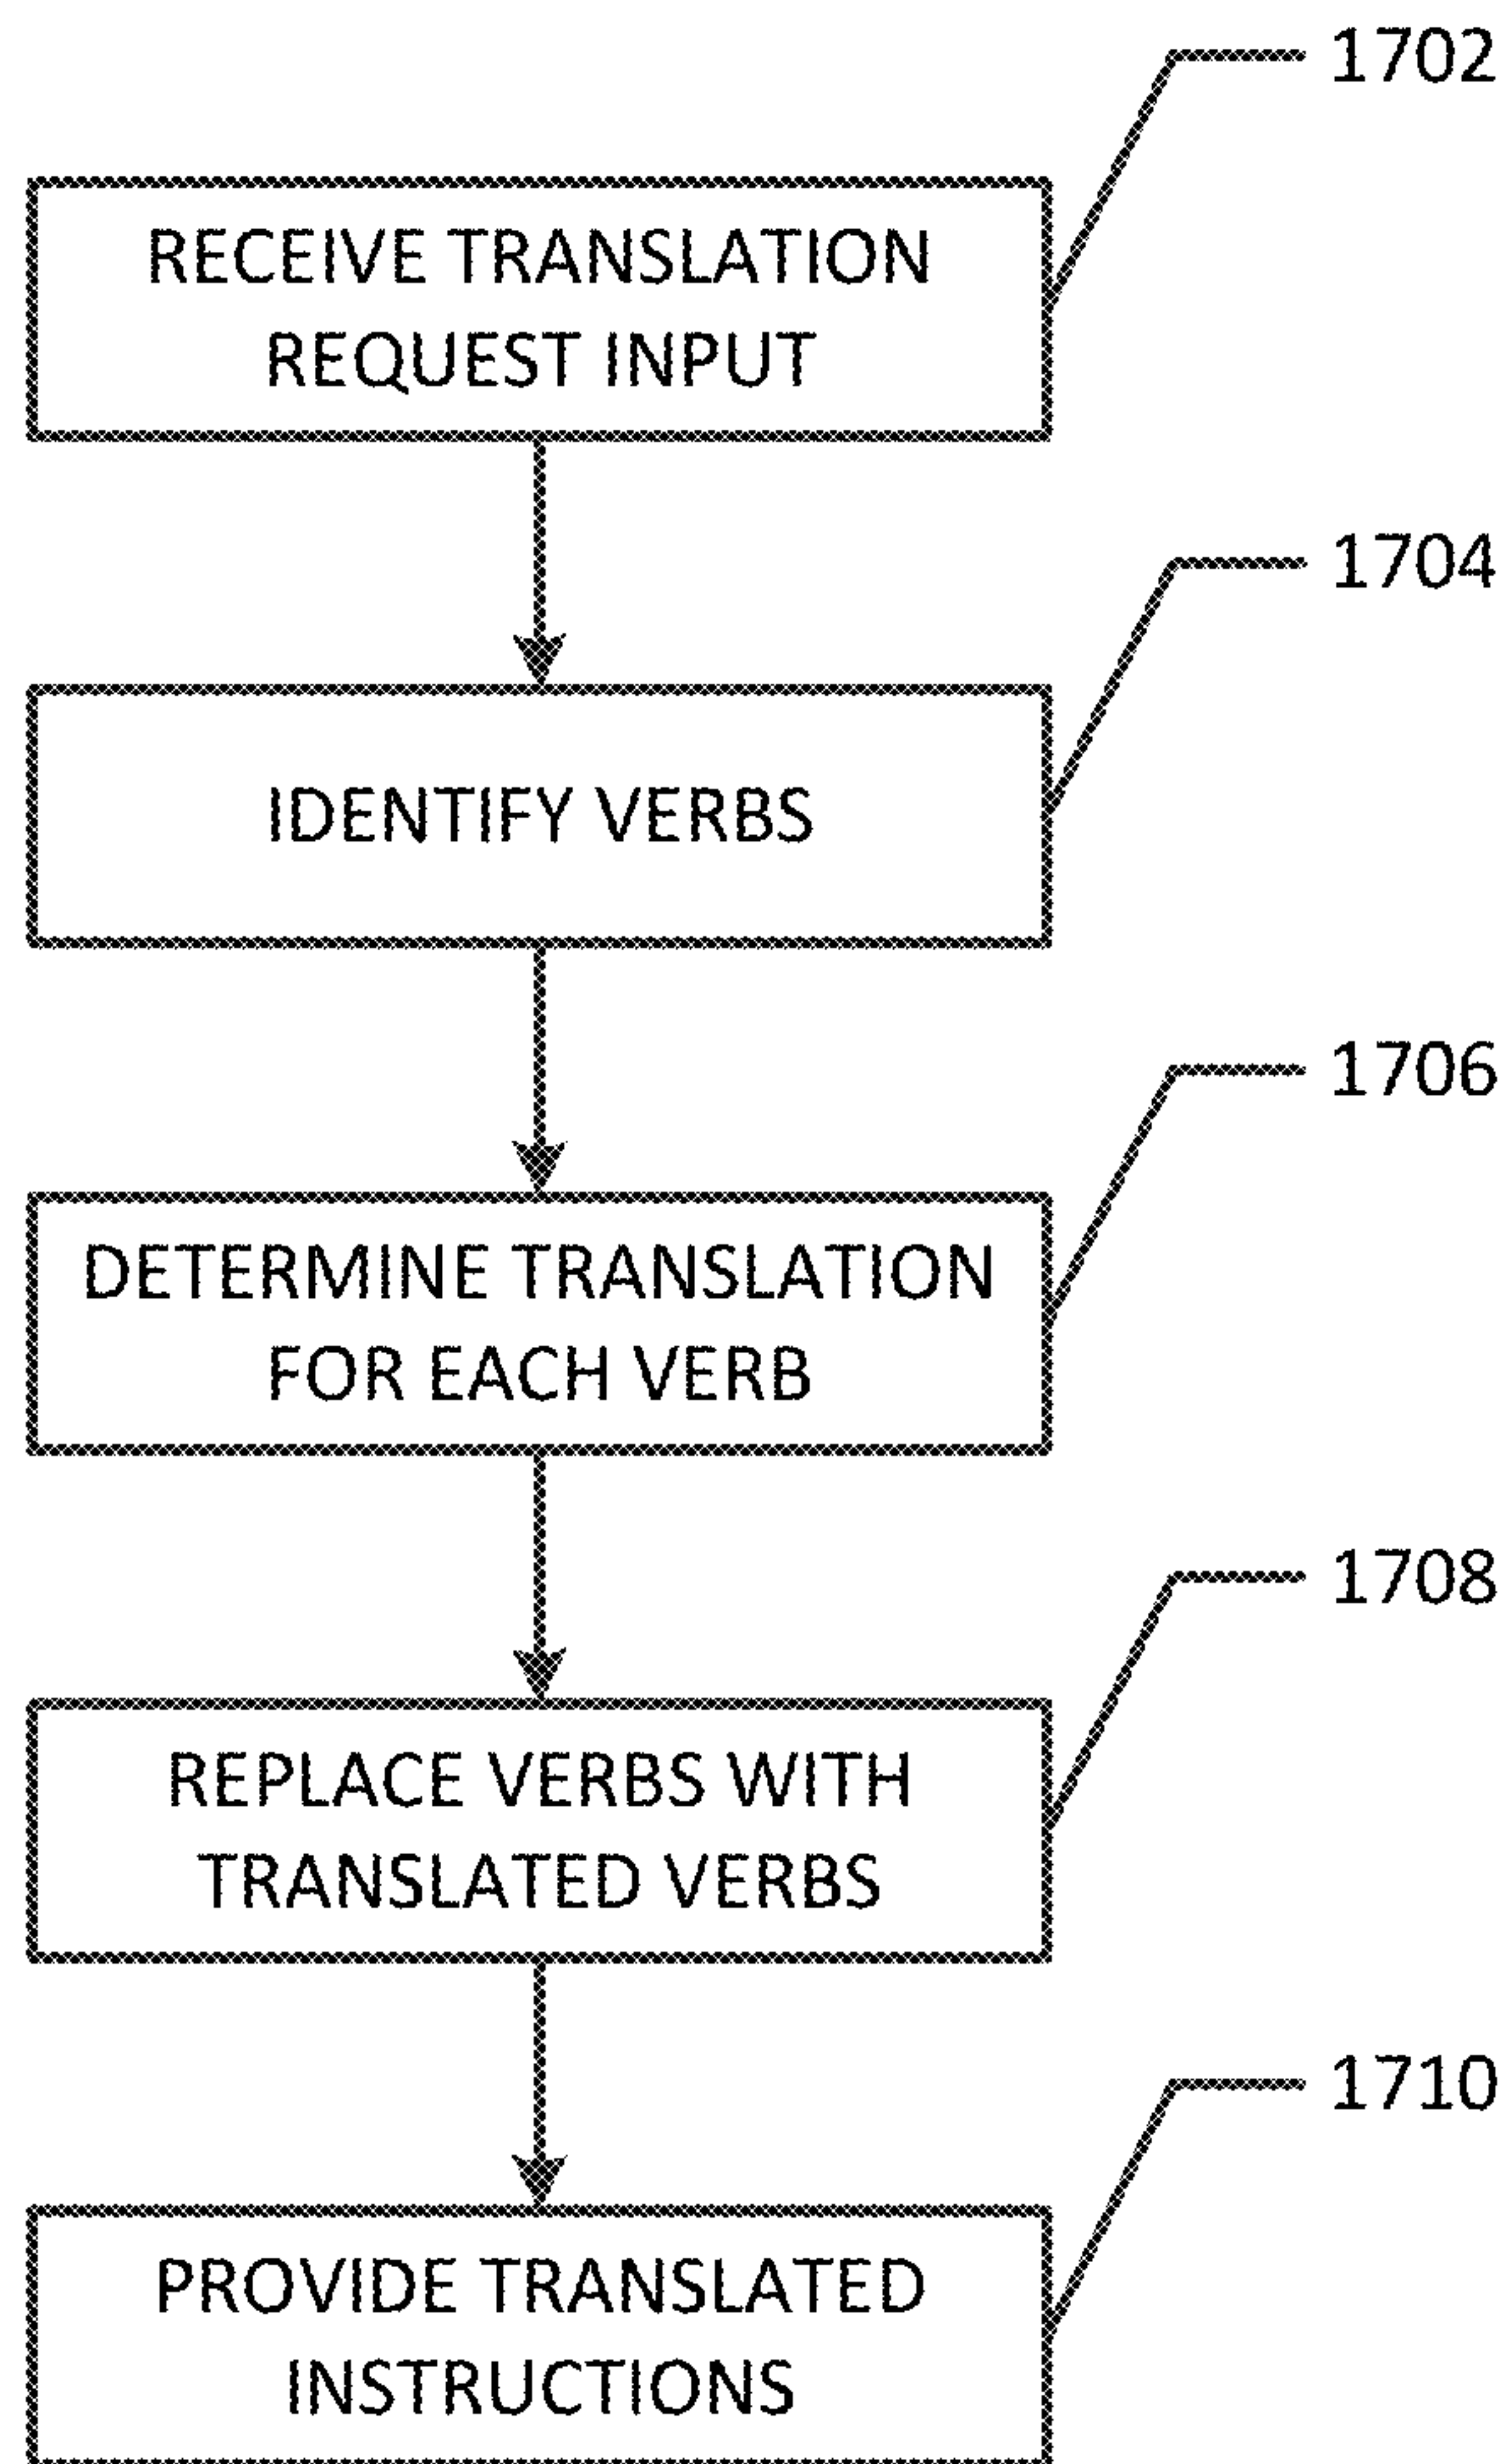 1702
RECEIVE TRANSLATION
REQUEST INPUT
1704
IDENTIFY VERBS
1706
DETERMINE TRANSLATION
FOR EACH VERB
1708
REPLACE VERBS WITH
TRANSLATED VERBS
1710
PROVIDE TRANSLATED
INSTRUCTIONS